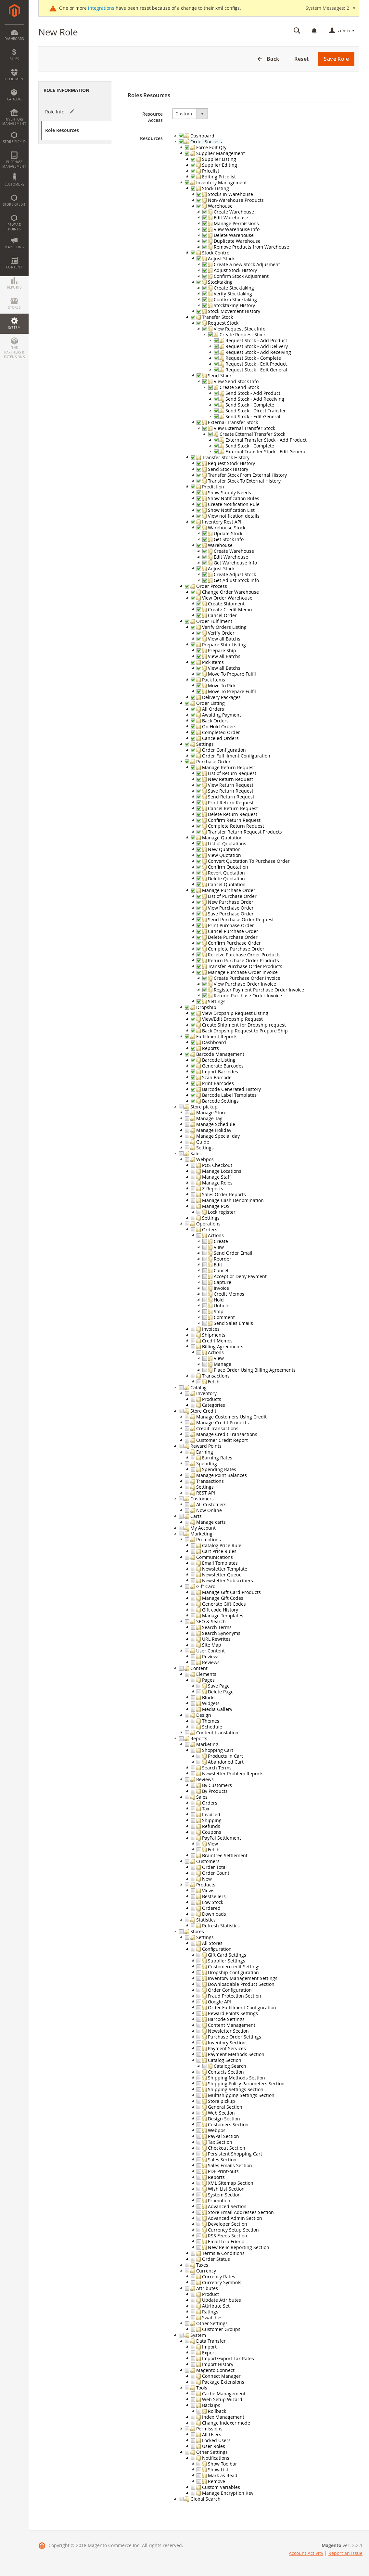 One or more integrations have been reset because of a change to their xml configs.
System Messages: 2
New Role
admin
DASHBOARD
SALES
FULFILMENT
CATALOG
INVENTORY MANAGEMENT
STORE PICKUP
PURCHASE MANAGEMENT
CUSTOMERS
STORE CREDIT
REWARD POINTS
MARKETING
CONTENT
REPORTS
STORES
SYSTEM
FIND PARTNERS & EXTENSIONS
Back
Reset
Save Role
ROLE INFORMATION
Role Info
Role Resources
Roles Resources
Resource Access
Custom
Resources
Dashboard
Order Success
Force Edit Qty
Supplier Management
Supplier Listing
Supplier Editing
Pricelist
Editing Pricelist
Inventory Management
Stock Listing
Stocks in Warehouse
Non-Warehouse Products
Warehouse
Create Warehouse
Edit Warehouse
Manage Permissions
Warehouse View Info
Delete Warehouse
Duplicate Warehouse
Remove Products from Warehouse
Stock Control
Adjust Stock
Create a new Stock Adjusment
Adjust Stock History
Confirm Stock Adjusment
Stocktaking
Create Stocktaking
Verify Stocktaking
Confirm Stocktaking
Stocktaking History
Stock Movement History
Transfer Stock
Request Stock
View Request Stock Info
Create Request Stock
Request Stock - Add Product
Request Stock - Add Delivery
Request Stock - Add Receiving
Request Stock - Complete
Request Stock - Edit Product
Request Stock - Edit General
Send Stock
View Send Stock Info
Create Send Stock
Send Stock - Add Product
Send Stock - Add Receiving
Send Stock - Complete
Send Stock - Direct Transfer
Send Stock - Edit General
External Transfer Stock
View External Transfer Stock
Create External Transfer Stock
External Transfer Stock - Add Product
Send Stock - Complete
External Transfer Stock - Edit General
Transfer Stock History
Request Stock History
Send Stock History
Transfer Stock From External History
Transfer Stock To External History
Prediction
Show Supply Needs
Show Notification Rules
Create Notification Rule
Show Notification List
View notification details
Inventory Rest API
Warehouse Stock
Update Stock
Get Stock Info
Warehouse
Create Warehouse
Edit Warehouse
Get Warehouse Info
Adjust Stock
Create Adjust Stock
Get Adjust Stock Info
Order Process
Change Order Warehouse
View Order Warehouse
Create Shipment
Create Credit Memo
Cancel Order
Order Fulfilment
Verify Orders Listing
Verify Order
View all Batchs
Prepare Ship Listing
Prepare Ship
View all Batchs
Pick Items
View all Batchs
Move To Prepare Fulfil
Pack Items
Move To Pick
Move To Prepare Fulfil
Delivery Packages
Order Listing
All Orders
Awaiting Payment
Back Orders
On Hold Orders
Completed Order
Canceled Orders
Settings
Order Configuration
Order Fulfillment Configuration
Purchase Order
Manage Return Request
List of Return Request
New Return Request
View Return Request
Save Return Request
Send Return Request
Print Return Request
Cancel Return Request
Delete Return Request
Confirm Return Request
Complete Return Request
Transfer Return Request Products
Manage Quotation
List of Quotations
New Quotation
View Quotation
Convert Quotation To Purchase Order
Confirm Quotation
Revert Quotation
Delete Quotation
Cancel Quotation
Manage Purchase Order
List of Purchase Order
New Purchase Order
View Purchase Order
Save Purchase Order
Send Purchase Order Request
Print Purchase Order
Cancel Purchase Order
Delete Purchase Order
Confirm Purchase Order
Complete Purchase Order
Receive Purchase Order Products
Return Purchase Order Products
Transfer Purchase Order Products
Manage Purchase Order Invoice
Create Purchase Order Invoice
View Purchase Order Invoice
Register Payment Purchase Order Invoice
Refund Purchase Order Invoice
Settings
Dropship
View Dropship Request Listing
View/Edit Dropship Request
Create Shipment for Dropship request
Back Dropship Request to Prepare Ship
Fulfilment Reports
Dashboard
Reports
Barcode Management
Barcode Listing
Generate Barcodes
Import Barcodes
Scan Barcode
Print Barcodes
Barcode Generated History
Barcode Label Templates
Barcode Settings
Store pickup
Manage Store
Manage Tag
Manage Schedule
Manage Holiday
Manage Special day
Guide
Settings
Sales
Webpos
POS Checkout
Manage Locations
Manage Staff
Manage Roles
Z-Reports
Sales Order Reports
Manage Cash Denomination
Manage POS
Lock register
Settings
Operations
Orders
Actions
Create
View
Send Order Email
Reorder
Edit
Cancel
Accept or Deny Payment
Capture
Invoice
Credit Memos
Hold
Unhold
Ship
Comment
Send Sales Emails
Invoices
Shipments
Credit Memos
Billing Agreements
Actions
View
Manage
Place Order Using Billing Agreements
Transactions
Fetch
Catalog
Inventory
Products
Categories
Store Credit
Manage Customers Using Credit
Manage Credit Products
Credit Transactions
Manage Credit Transactions
Customer Credit Report
Reward Points
Earning
Earning Rates
Spending
Spending Rates
Manage Point Balances
Transactions
Settings
REST API
Customers
All Customers
Now Online
Carts
Manage carts
My Account
Marketing
Promotions
Catalog Price Rule
Cart Price Rules
Communications
Email Templates
Newsletter Template
Newsletter Queue
Newsletter Subscribers
Gift Card
Manage Gift Card Products
Manage Gift Codes
Generate Gift Codes
Gift code History
Manage Templates
SEO & Search
Search Terms
Search Synonyms
URL Rewrites
Site Map
User Content
Reviews
Reviews
Content
Elements
Pages
Save Page
Delete Page
Blocks
Widgets
Media Gallery
Design
Themes
Schedule
Content translation
Reports
Marketing
Shopping Cart
Products in Cart
Abandoned Cart
Search Terms
Newsletter Problem Reports
Reviews
By Customers
By Products
Sales
Orders
Tax
Invoiced
Shipping
Refunds
Coupons
PayPal Settlement
View
Fetch
Braintree Settlement
Customers
Order Total
Order Count
New
Products
Views
Bestsellers
Low Stock
Ordered
Downloads
Statistics
Refresh Statistics
Stores
Settings
All Stores
Configuration
Gift Card Settings
Supplier Settings
Customercredit Settings
Dropship Configuration
Inventory Management Settings
Downloadable Product Section
Order Configuration
Fraud Protection Section
Google API
Order Fulfillment Configuration
Reward Points Settings
Barcode Settings
Content Management
Newsletter Section
Purchase Order Settings
Inventory Section
Payment Services
Payment Methods Section
Catalog Section
Catalog Search
Contacts Section
Shipping Methods Section
Shipping Policy Parameters Section
Shipping Settings Section
Multishipping Settings Section
Store pickup
General Section
Web Section
Design Section
Customers Section
Webpos
PayPal Section
Tax Section
Checkout Section
Persistent Shopping Cart
Sales Section
Sales Emails Section
PDF Print-outs
Reports
XML Sitemap Section
Wish List Section
System Section
Promotion
Advanced Section
Store Email Addresses Section
Advanced Admin Section
Developer Section
Currency Setup Section
RSS Feeds Section
Email to a Friend
New Relic Reporting Section
Terms & Conditions
Order Status
Taxes
Currency
Currency Rates
Currency Symbols
Attributes
Product
Update Attributes
Attribute Set
Ratings
Swatches
Other Settings
Customer Groups
System
Data Transfer
Import
Export
Import/Export Tax Rates
Import History
Magento Connect
Connect Manager
Package Extensions
Tools
Cache Management
Web Setup Wizard
Backups
Rollback
Index Management
Change indexer mode
Permissions
All Users
Locked Users
User Roles
Other Settings
Notifications
Show Toolbar
Show List
Mark as Read
Remove
Custom Variables
Manage Encryption Key
Global Search
Copyright © 2018 Magento Commerce Inc. All rights reserved.
Magento ver. 2.2.1
Account Activity | Report an Issue